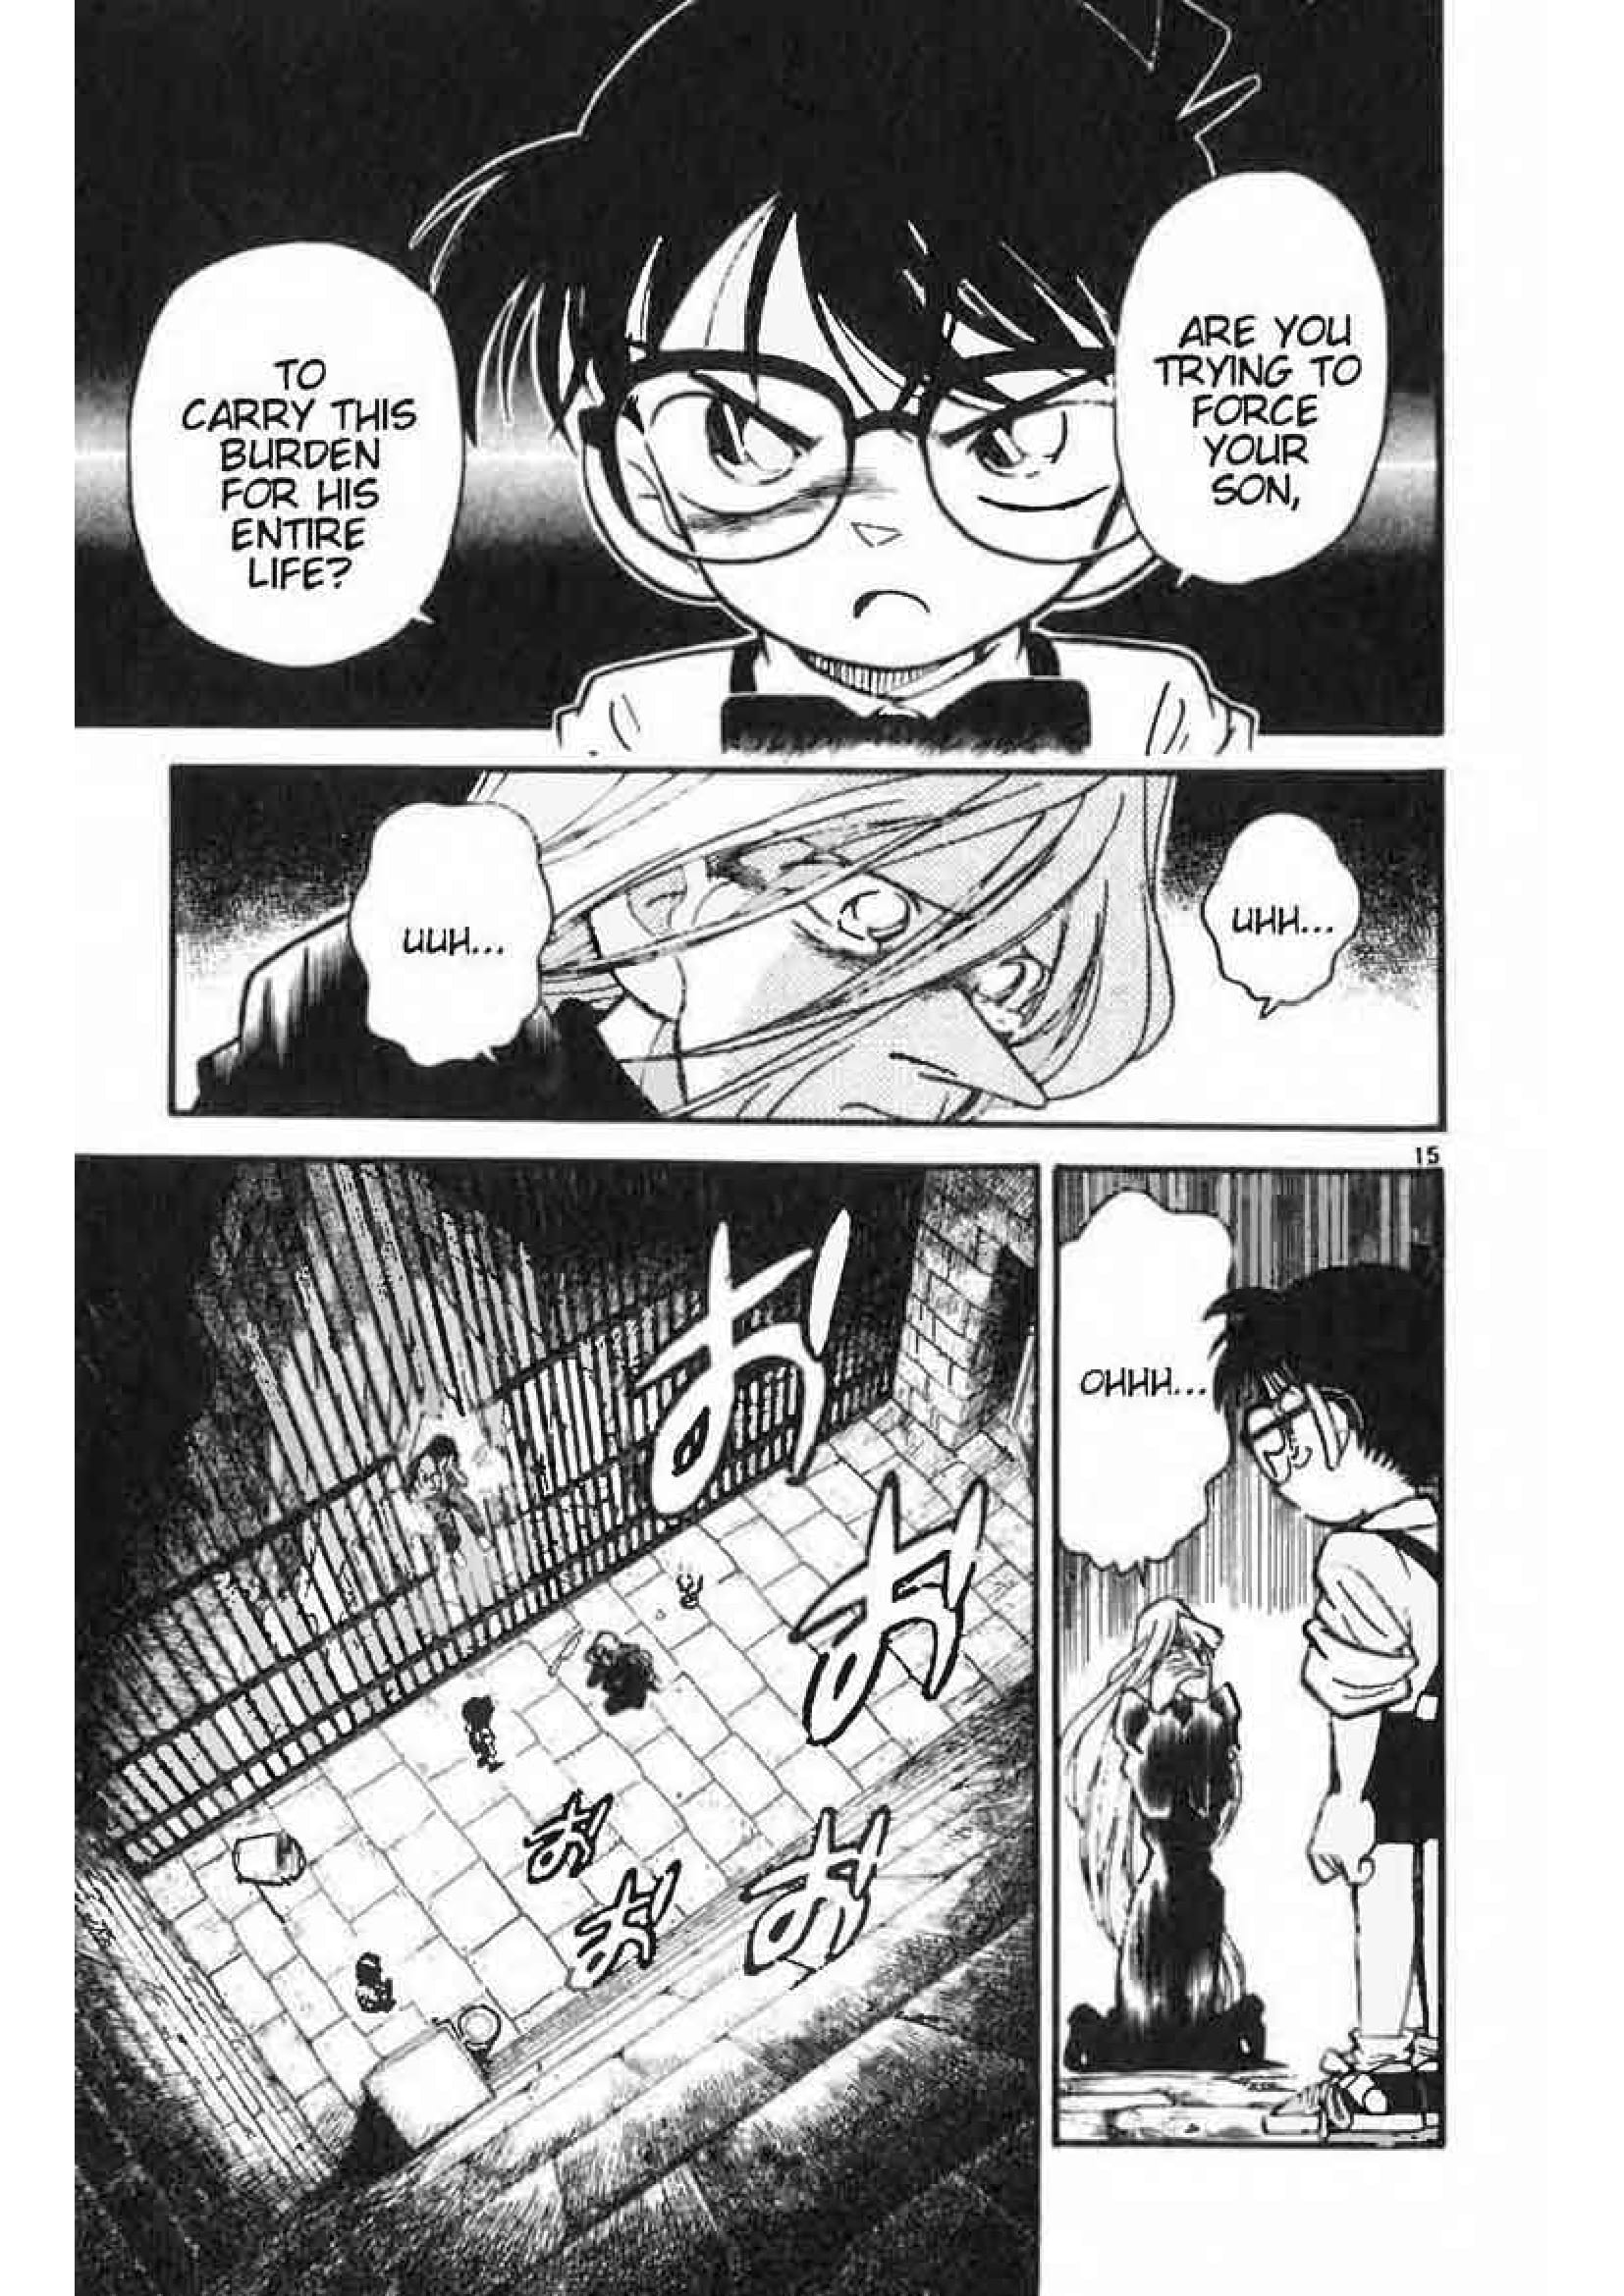 ARE YOU
TRYING TO
FORCE
YOUR
SON,
TO
CARRY THIS
BURDEN
FOR HIS
ENTIRE
LIFE?
UHH...
UUH...
15
OHHH...
お
お
お
お
お